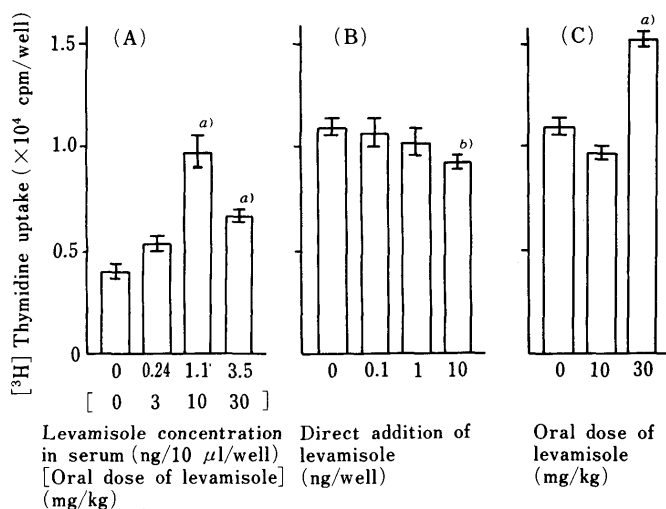 (A)
(B)
(C)
a)
a)
b)
a)
1.5
1.0
0.5
0
[³H] Thymidine uptake (×10⁴ cpm/well)
0 0.24 1.1 3.5
[ 0 3 10 30 ]
Levamisole concentration
in serum (ng/10 μl/well)
[Oral dose of levamisole]
(mg/kg)
0 0.1 1 10
Direct addition of
levamisole
(ng/well)
0 10 30
Oral dose of
levamisole
(mg/kg)